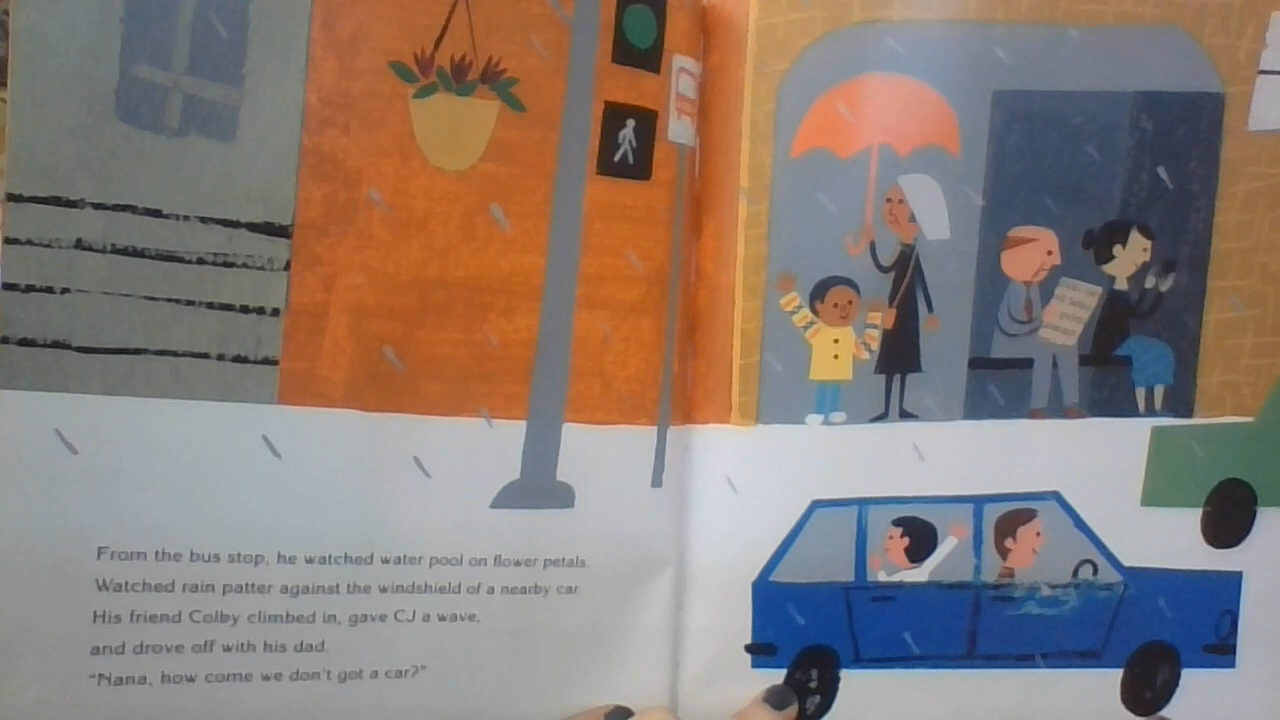 From the bus stop, he watched water pool on flower petals.
Watched rain patter against the windshield of a nearby car.
His friend Colby climbed in, gave CJ a wave,
and drove off with his dad.
“Nana, how come we don't got a car?”